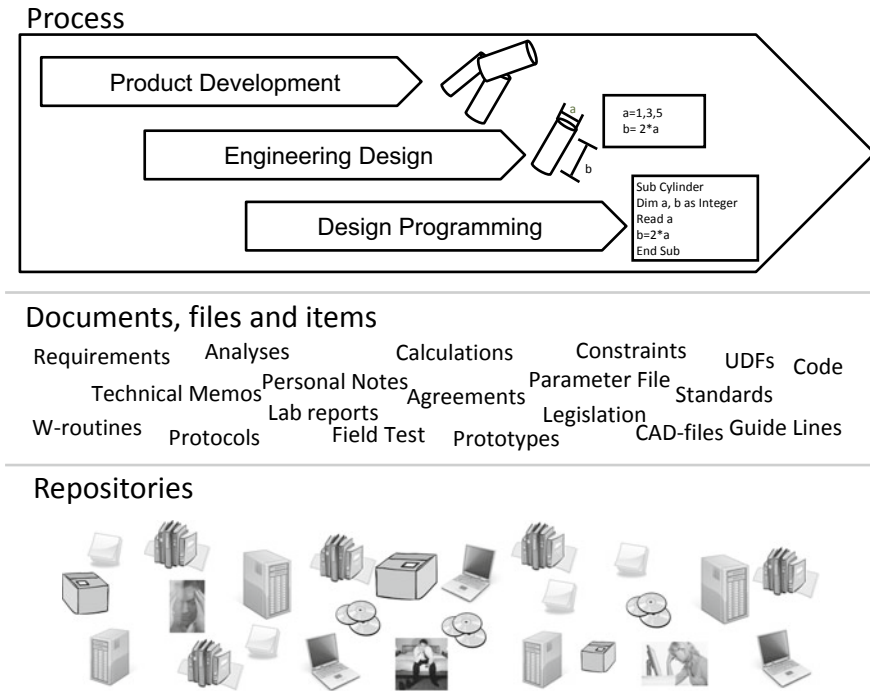 Process
Product Development
a
a=1,3,5
b= 2*a
Engineering Design
b
Sub Cylinder
Dim a, b as Integer
Read a
b=2*a
End Sub
Design Programming
Documents, files and items
Requirements Analyses Calculations Constraints UDFs Code
Technical Memos Personal Notes Agreements Parameter File Standards
W-routines Protocols Lab reports Field Test Prototypes Legislation CAD-files Guide Lines
Repositories